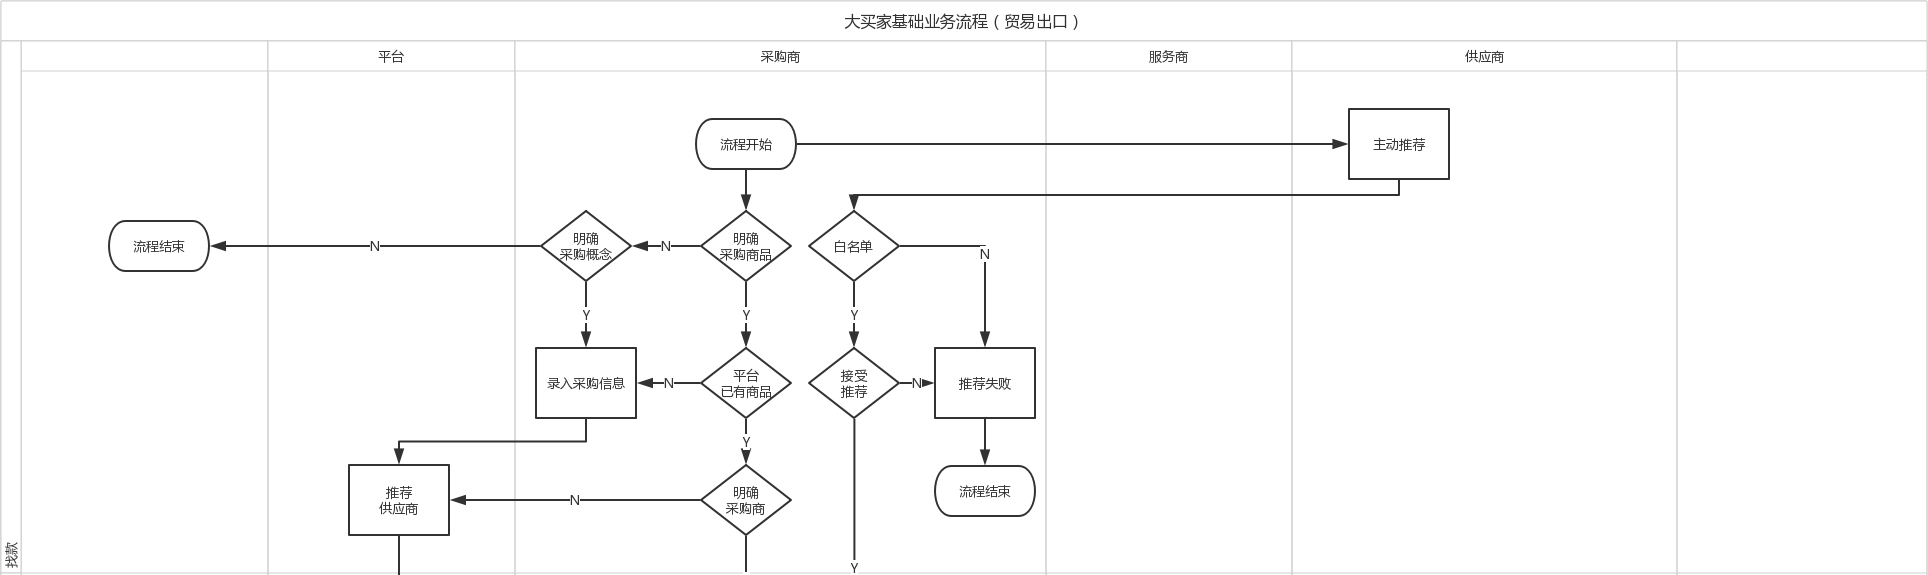 大买家基础业务流程（贸易出口）
平台
采购商
服务商
供应商
流程开始
主动推荐
流程结束
N
明确
采购概念
N
明确
采购商品
白名单
N
Y
Y
Y
录入采购信息
N
平台
已有商品
接受
推荐
N
推荐失败
Y
推荐
供应商
N
明确
采购商
流程结束
找款
Y